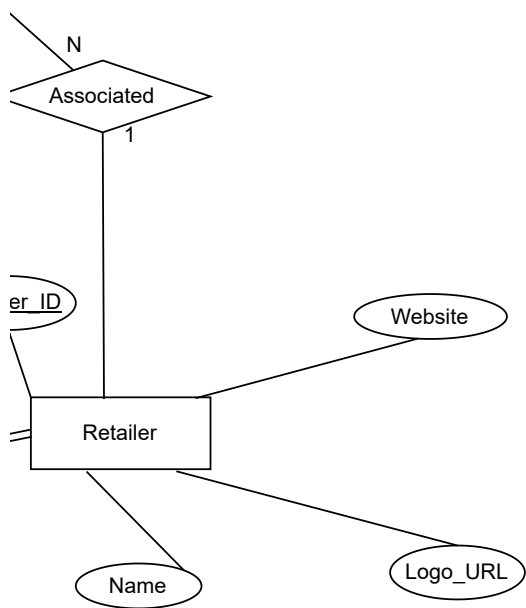 N
Associated
1
er_ID
Website
Retailer
Name
Logo_URL